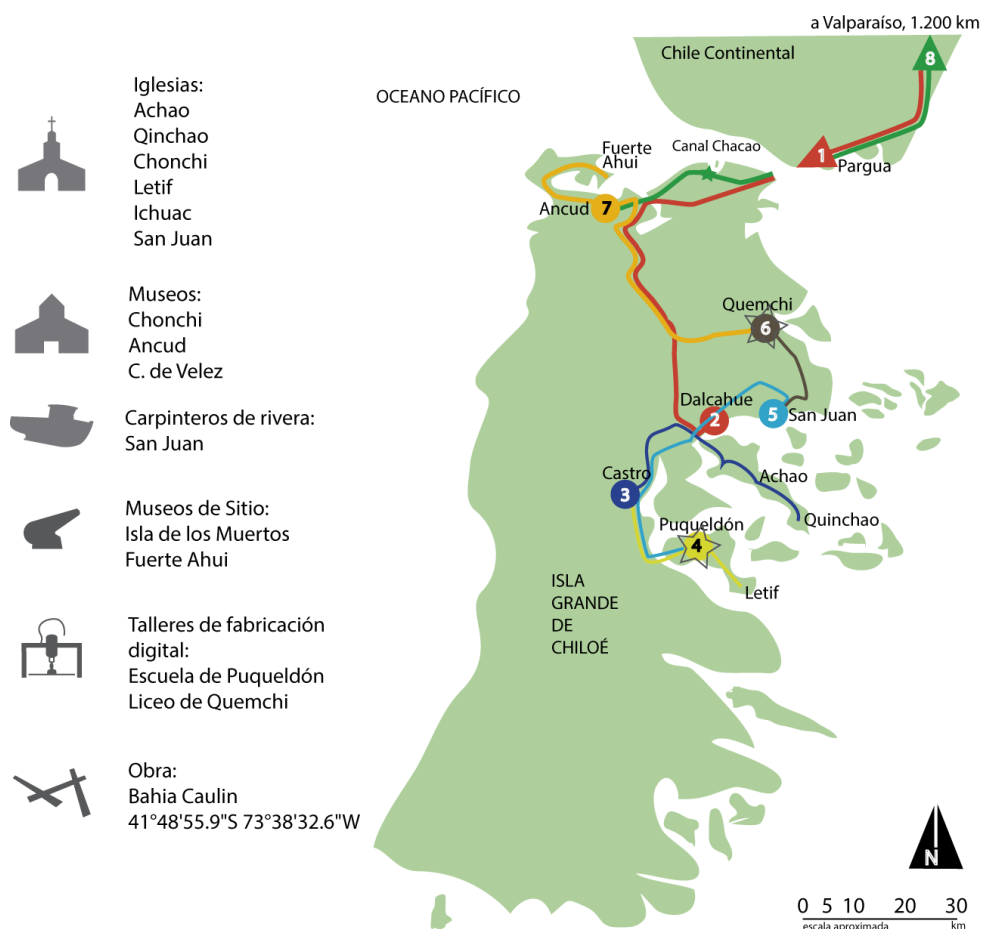 Iglesias:
Achao
Qinchao
Chonchi
Letif
Ichuac
San Juan
Museos:
Chonchi
Ancud
C. de Velez
Carpinteros de rivera:
San Juan
Museos de Sitio:
Isla de los Muertos
Fuerte Ahui
Talleres de fabricación
digital:
Escuela de Puqueldón
Liceo de Quemchi
Obra:
Bahia Caulin
41°48'55.9"S 73°38'32.6"W
a Valparaíso, 1.200 km
8
Chile Continental
OCEANO PACÍFICO
1
Pargua
Canal Chacao
Fuerte
Ahui
Ancud
7
Quemchi
6
Dalcahue
2
5
San Juan
Castro
3
Achao
Quinchao
Puqueldón
4
Letif
ISLA
GRANDE
DE
CHILOÉ
N
0 5 10 20 30
escala aproximada km